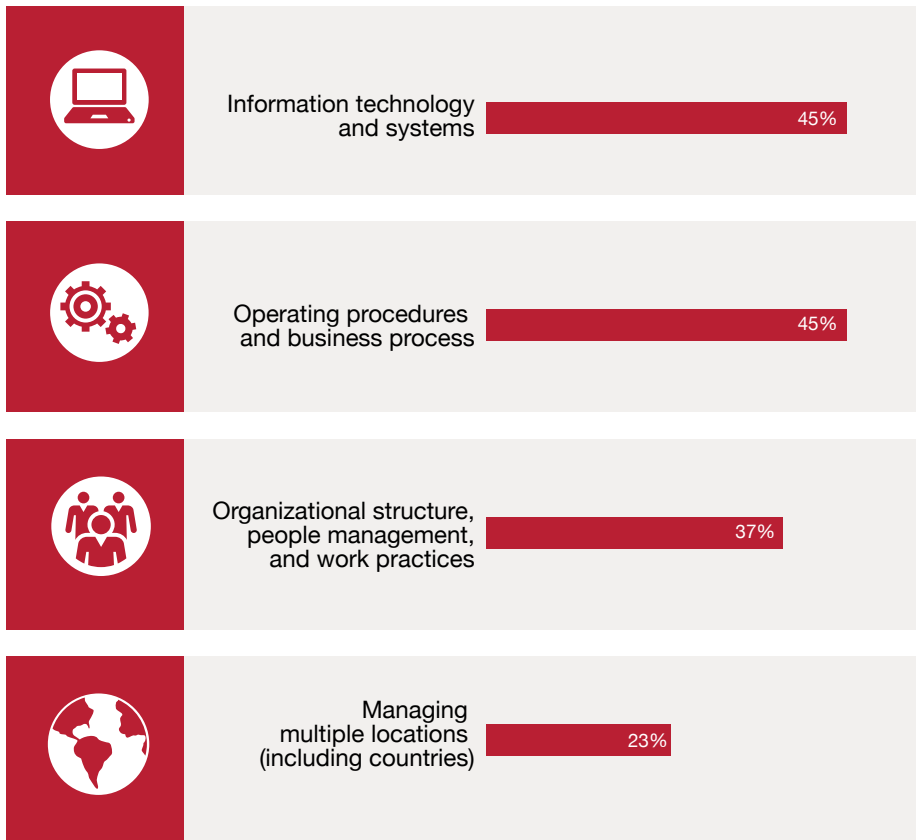 Information technology
and systems
45%
Operating procedures
and business process
45%
Organizational structure,
people management,
and work practices
37%
Managing
multiple locations
(including countries)
23%